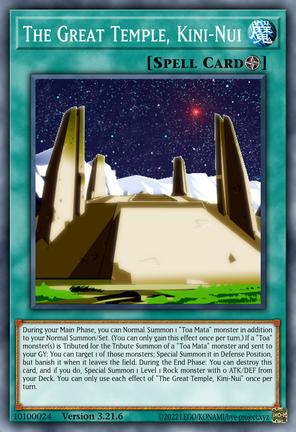 The Great Temple, Kini-Nui 魔
[Spell Card]
During your Main Phase, you can Normal Summon 1 "Toa Mata" monster in addition
to your Normal Summon/Set. (You can only gain this effect once per turn.) If a "Toa"
monster(s) is Tributed for the Tribute Summon of a "Toa Mata" monster and sent to
your GY: You can target 1 of those monsters; Special Summon it in Defense Position,
but banish it when it leaves the field. During the End Phase: You can destroy this
card, and if you do, Special Summon 1 Level 1 Rock monster with 0 ATK/DEF from
your Deck. You can only use each effect of "The Great Temple, Kini-Nui" once per
turn.
10100024 Version 3.21.6 ©2022 LEGO/KONAMI/bye-project.xyz